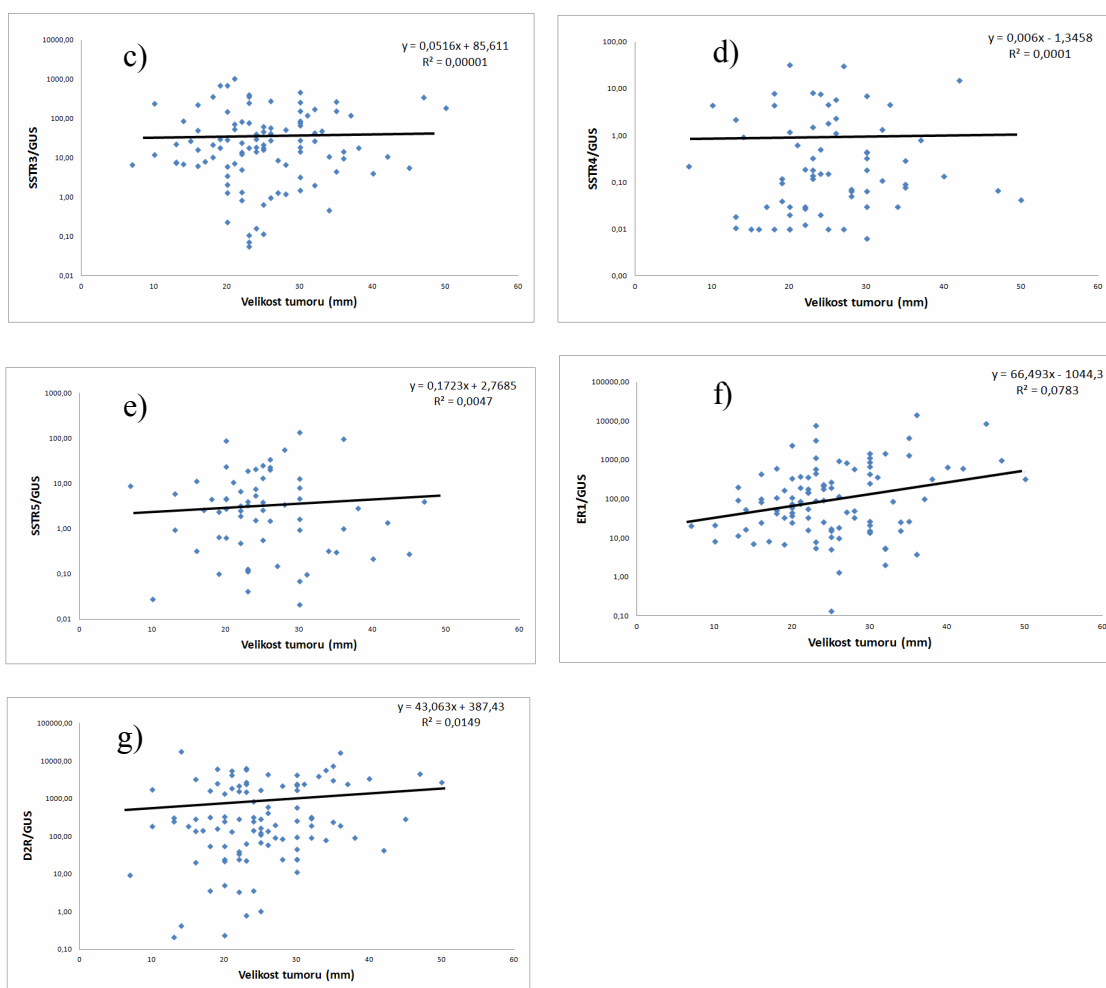 c)
y = 0,0516x + 85,611
R² = 0,00001
10000,00
1000,00
100,00
10,00
1,00
0,10
0,01
SSTR3/GUS
0 10 20 30 40 50 60
Velikost tumoru (mm)
d)
y = 0,006x - 1,3458
R² = 0,0001
100,00
10,00
1,00
0,10
0,01
0,00
SSTR4/GUS
0 10 20 30 40 50 60
Velikost tumoru (mm)
e)
y = 0,1723x + 2,7685
R² = 0,0047
1000,00
100,00
10,00
1,00
0,10
0,01
SSTR5/GUS
0 10 20 30 40 50 60
Velikost tumoru (mm)
f)
y = 66,493x - 1044,3
R² = 0,0783
100000,00
10000,00
1000,00
100,00
10,00
1,00
0,10
ER1/GUS
0 10 20 30 40 50 60
Velikost tumoru (mm)
g)
y = 43,063x + 387,43
R² = 0,0149
100000,00
10000,00
1000,00
100,00
10,00
1,00
0,10
D2R/GUS
0 10 20 30 40 50 60
Velikost tumoru (mm)